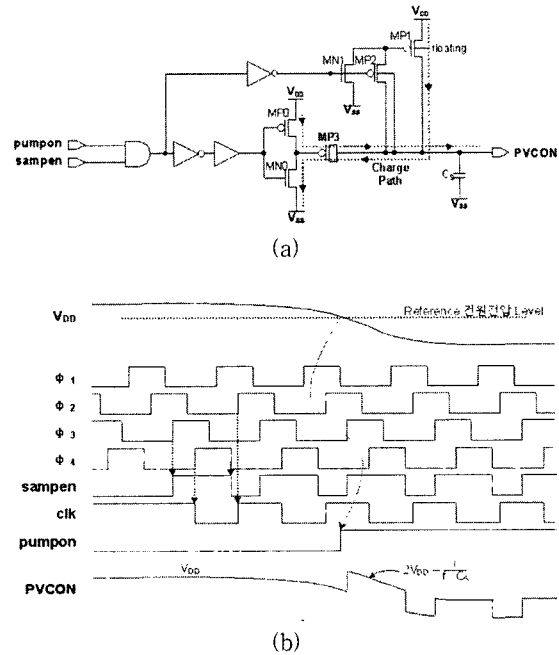 VDD
MP1
floating
MN1
MP2
VSS
VDD
MP0
pumpon
sampen
MP3
PVCON
MN0
Charge
Path
CS
VSS
VSS
(a)
VDD
Reference 전원전압 Level
Φ1
Φ2
Φ3
Φ4
sampen
clk
pumpon
VDD
PVCON
(b)